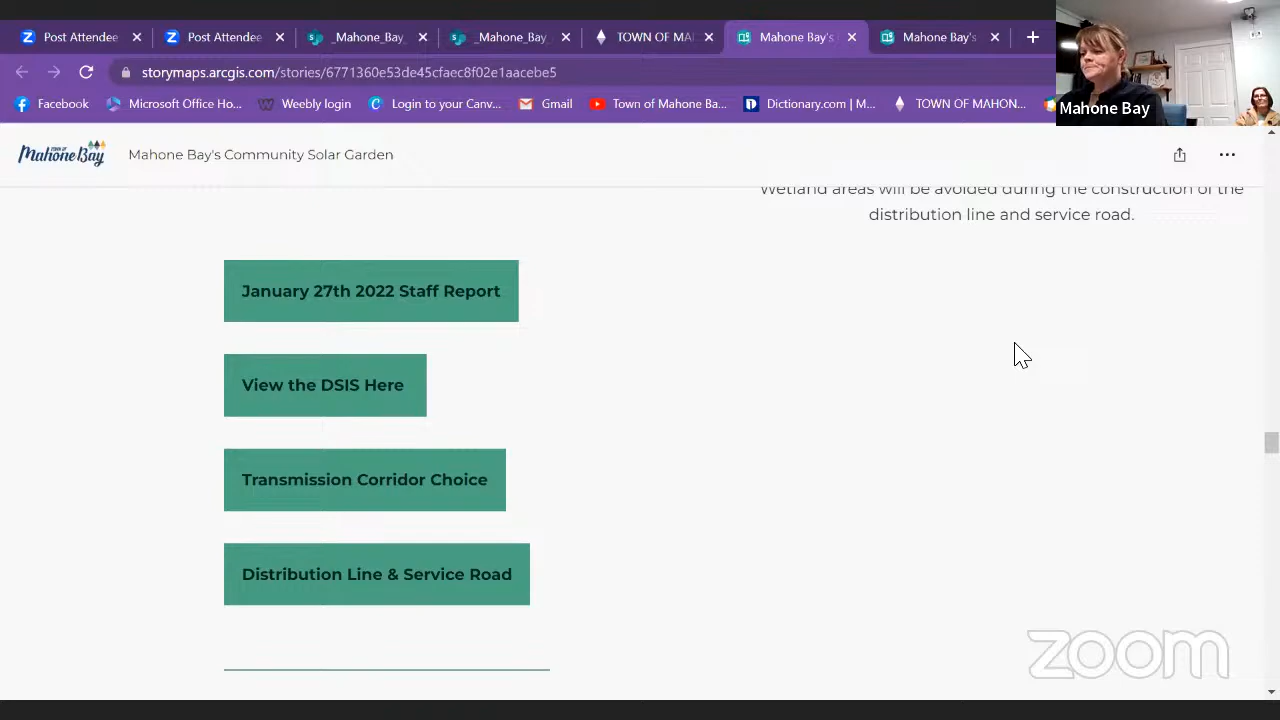 Post Attendee
Post Attendee
_Mahone_Bay_
_Mahone_Bay_
TOWN OF MA
Mahone Bay's
Mahone Bay's
storymaps.arcgis.com/stories/6771360e53de45cfaec8f02e1aacebe5
Facebook
Microsoft Office Ho...
Weebly login
Login to your Canv...
Gmail
Town of Mahone Ba...
Dictionary.com | M...
TOWN OF MAHON...
Mahone Bay
TOWN OF
Mahone Bay
Mahone Bay's Community Solar Garden
Wetland areas will be avoided during the construction of the
distribution line and service road.
January 27th 2022 Staff Report
View the DSIS Here
Transmission Corridor Choice
Distribution Line & Service Road
zoom